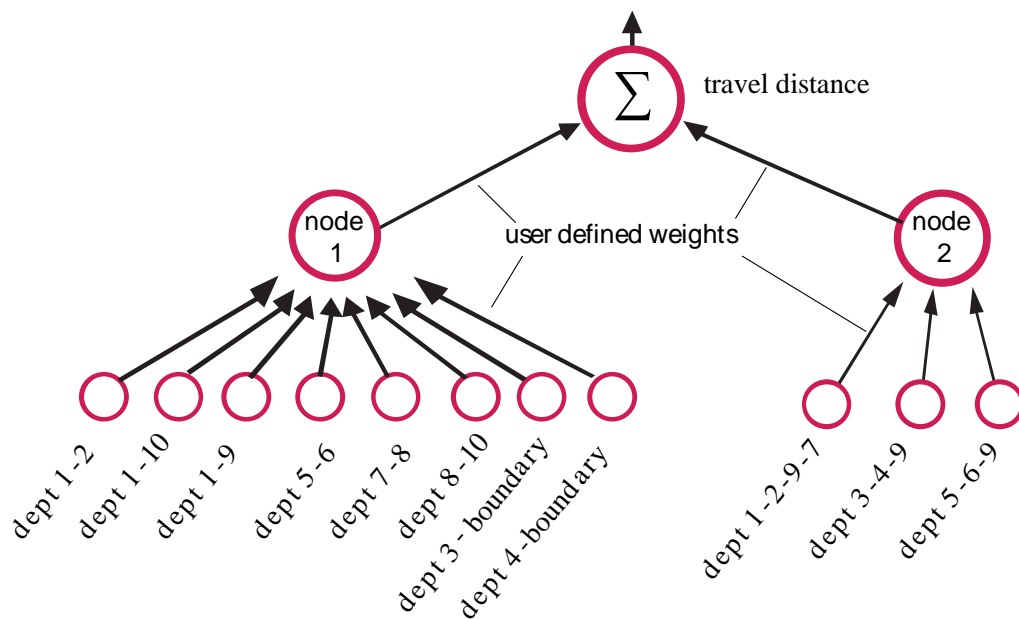 ∑
travel distance
node
1
node
2
user defined weights
dept 1-2
dept 1-10
dept 1-9
dept 5-6
dept 7-8
dept 8-10
dept 3 - boundary
dept 4-boundary
dept 1-2-9-7
dept 3-4-9
dept 5-6-9